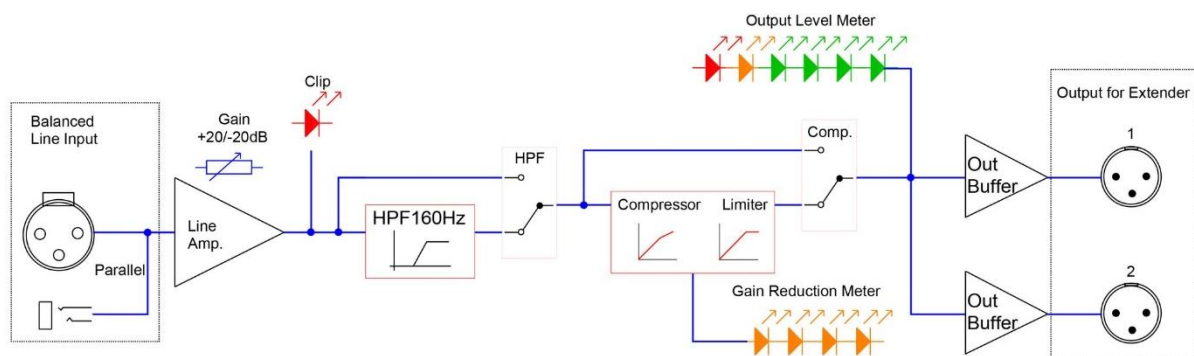 Output Level Meter
Clip
Balanced
Line Input
Gain
+20/-20dB
Output for Extender
Comp.
HPF
1
Out
Buffer
Line
Amp.
HPF160Hz
Compressor
Limiter
Parallel
2
Gain Reduction Meter
Out
Buffer